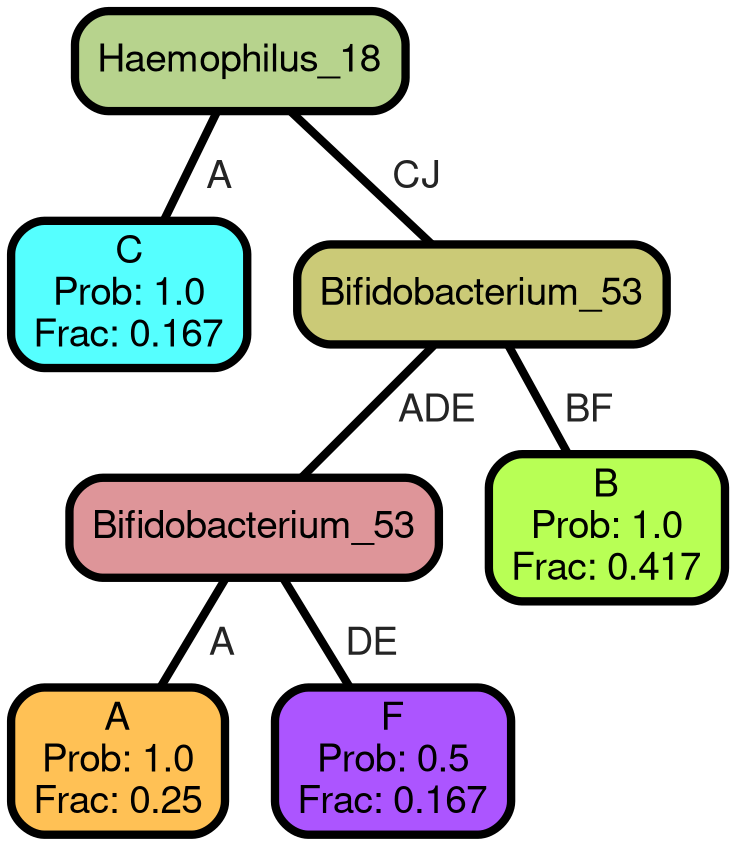 Haemophilus_18
A
CJ
C
Prob: 1.0
Frac: 0.167
Bifidobacterium_53
ADE
BF
Bifidobacterium_53
B
Prob: 1.0
Frac: 0.417
A
DE
A
Prob: 1.0
Frac: 0.25
F
Prob: 0.5
Frac: 0.167